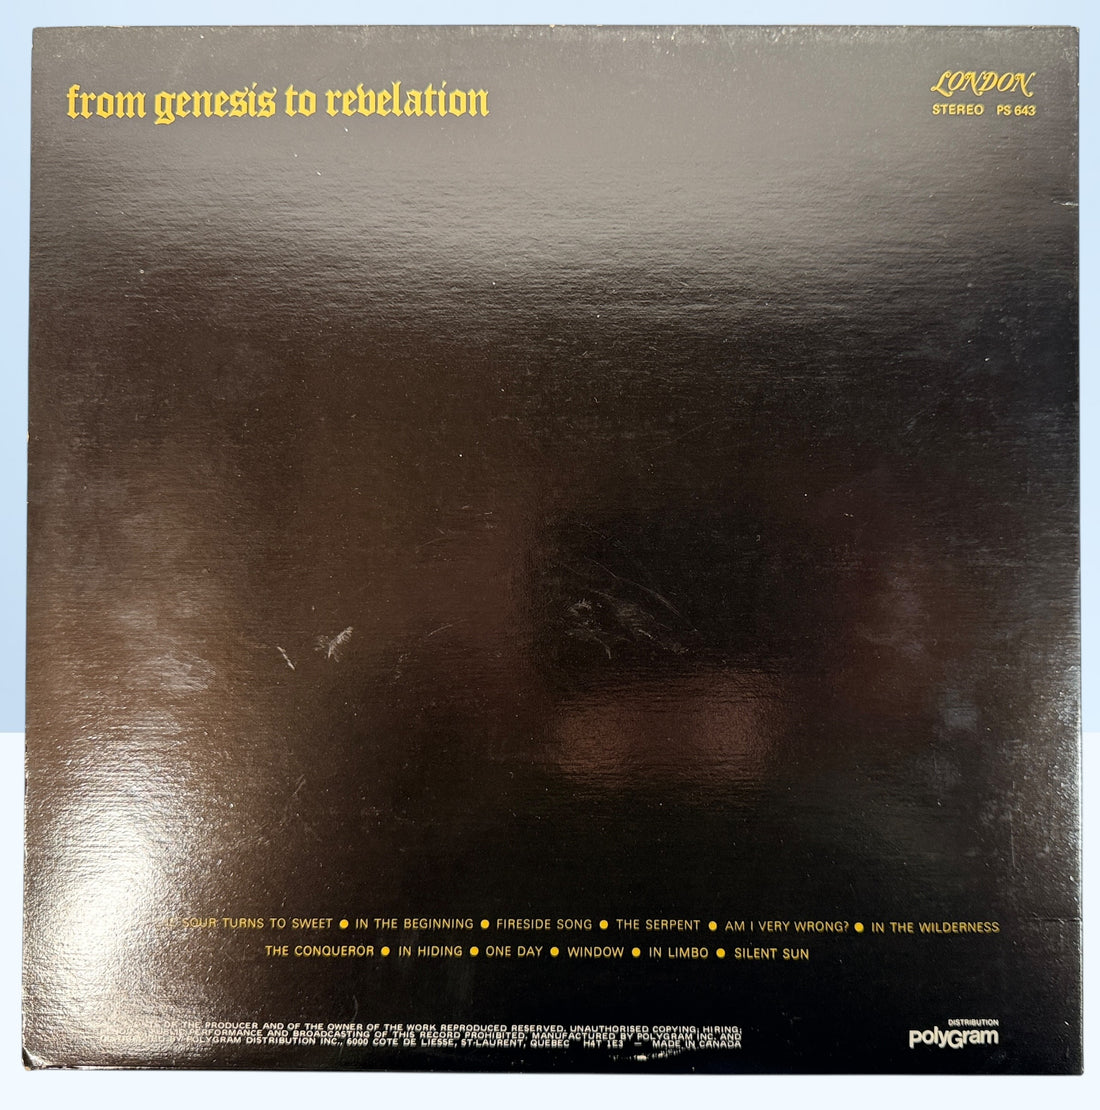 from genesis to revelation
LONDON
STEREO PS 643
SOUR TURNS TO SWEET ● IN THE BEGINNING ● FIRESIDE SONG ● THE SERPENT ● AM I VERY WRONG? ● IN THE WILDERNESS
THE CONQUEROR ● IN HIDING ● ONE DAY ● WINDOW ● IN LIMBO ● SILENT SUN
OF THE PRODUCER AND OF THE OWNER OF THE WORK REPRODUCED RESERVED. UNAUTHORISED COPYING; HIRING;
PERFORMANCE AND BROADCASTING OF THIS RECORD PROHIBITED. MANUFACTURED BY POLYGRAM INC. AND
BY POLYGRAM DISTRIBUTION INC., 6000 COTE DE LIESSE, ST-LAURENT, QUEBEC H4T 1E3 — MADE IN CANADA
DISTRIBUTION
polyGram